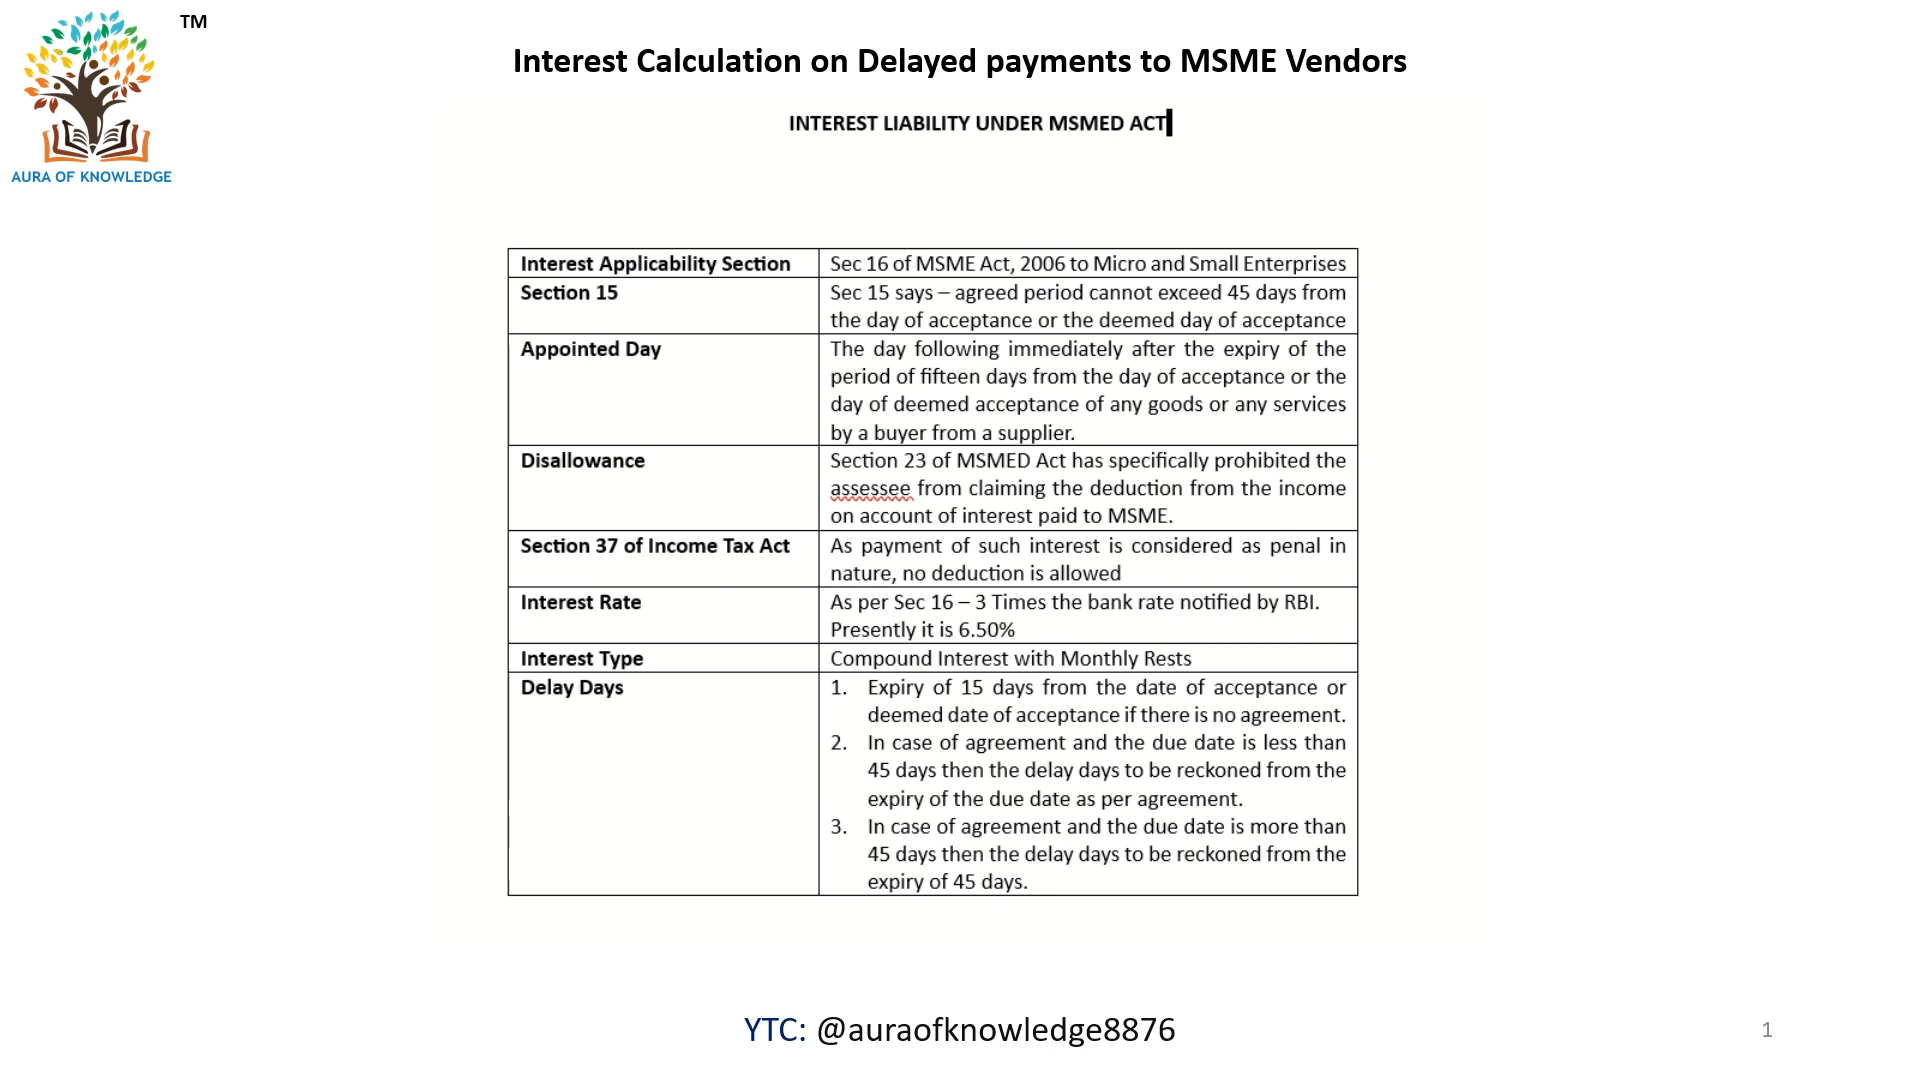 TM
Interest Calculation on Delayed payments to MSME Vendors
INTEREST LIABILITY UNDER MSMED ACT
AURA OF KNOWLEDGE
Interest Applicability Section
Sec 16 of MSME Act, 2006 to Micro and Small Enterprises
Section 15
Sec 15 says – agreed period cannot exceed 45 days from
the day of acceptance or the deemed day of acceptance
Appointed Day
The day following immediately after the expiry of the
period of fifteen days from the day of acceptance or the
day of deemed acceptance of any goods or any services
by a buyer from a supplier.
Disallowance
Section 23 of MSMED Act has specifically prohibited the
assessee from claiming the deduction from the income
on account of interest paid to MSME.
Section 37 of Income Tax Act
As payment of such interest is considered as penal in
nature, no deduction is allowed
Interest Rate
As per Sec 16 – 3 Times the bank rate notified by RBI.
Presently it is 6.50%
Interest Type
Compound Interest with Monthly Rests
Delay Days
1. Expiry of 15 days from the date of acceptance or
deemed date of acceptance if there is no agreement.
2. In case of agreement and the due date is less than
45 days then the delay days to be reckoned from the
expiry of the due date as per agreement.
3. In case of agreement and the due date is more than
45 days then the delay days to be reckoned from the
expiry of 45 days.
YTC: @auraofknowledge8876
1